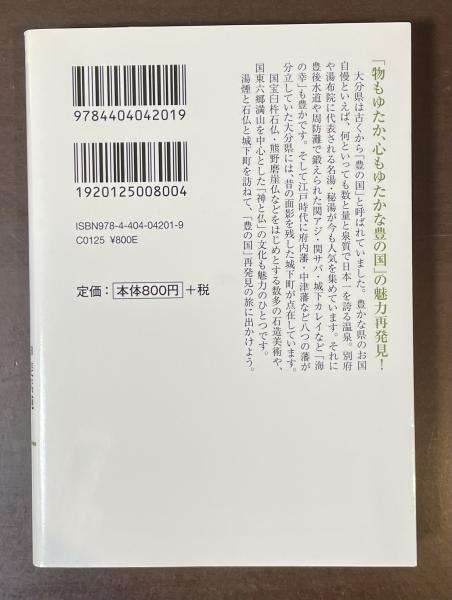 「物もゆたか、心もゆたかな豊の国」の魅力再発見！
大分県は古くから「豊の国」と呼ばれていました。豊かな県のお国
自慢といえば、何といっても数と量と泉質で日本一を誇る温泉。別府
や湯布院に代表される名湯・秘湯が今も人気を集めています。それに
豊後水道や周防灘で鍛えられた関アジ・関サバ・城下カレイなど「海
の幸」も豊かです。そして江戸時代に府内藩・中津藩など八つの藩が
分立していた大分県には、昔の面影を残した城下町が点在しています。
国宝臼杵石仏・熊野磨崖仏などをはじめとする数多の石造美術や、
国東六郷満山を中心とした「神と仏」の文化も魅力のひとつです。
湯煙と石仏と城下町を訪ねて、「豊の国」再発見の旅に出かけよう。
9784404042019
1920125008004
ISBN978-4-404-04201-9
C0125 ¥800E
定価：本体800円+税